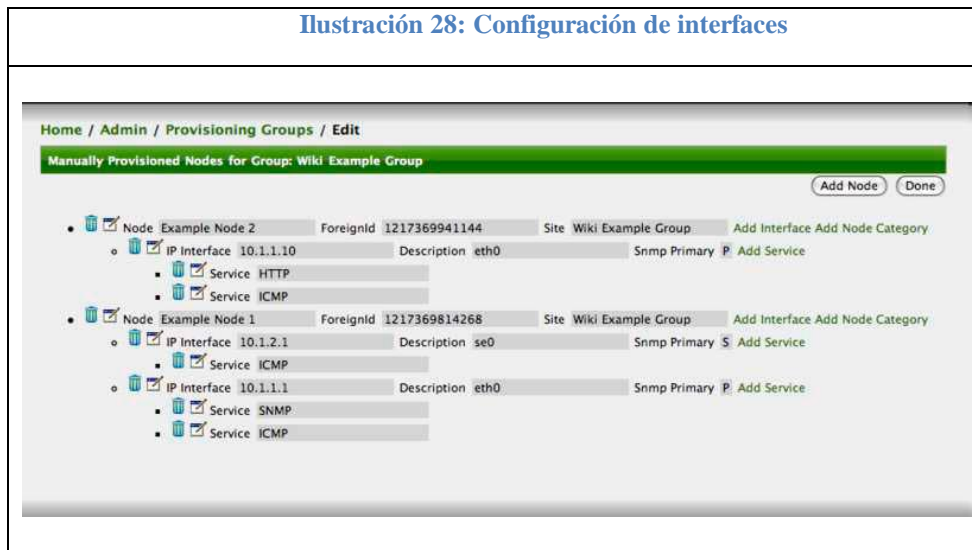 Ilustración 28: Configuración de interfaces
Home / Admin / Provisioning Groups / Edit
Manually Provisioned Nodes for Group: Wiki Example Group
Add Node Done
Node Example Node 2 ForeignId 1217369941144 Site Wiki Example Group Add Interface Add Node Category
IP Interface 10.1.1.10 Description eth0 Snmp Primary P Add Service
Service HTTP
Service ICMP
Node Example Node 1 ForeignId 1217369814268 Site Wiki Example Group Add Interface Add Node Category
IP Interface 10.1.2.1 Description se0 Snmp Primary S Add Service
Service ICMP
IP Interface 10.1.1.1 Description eth0 Snmp Primary P Add Service
Service SNMP
Service ICMP